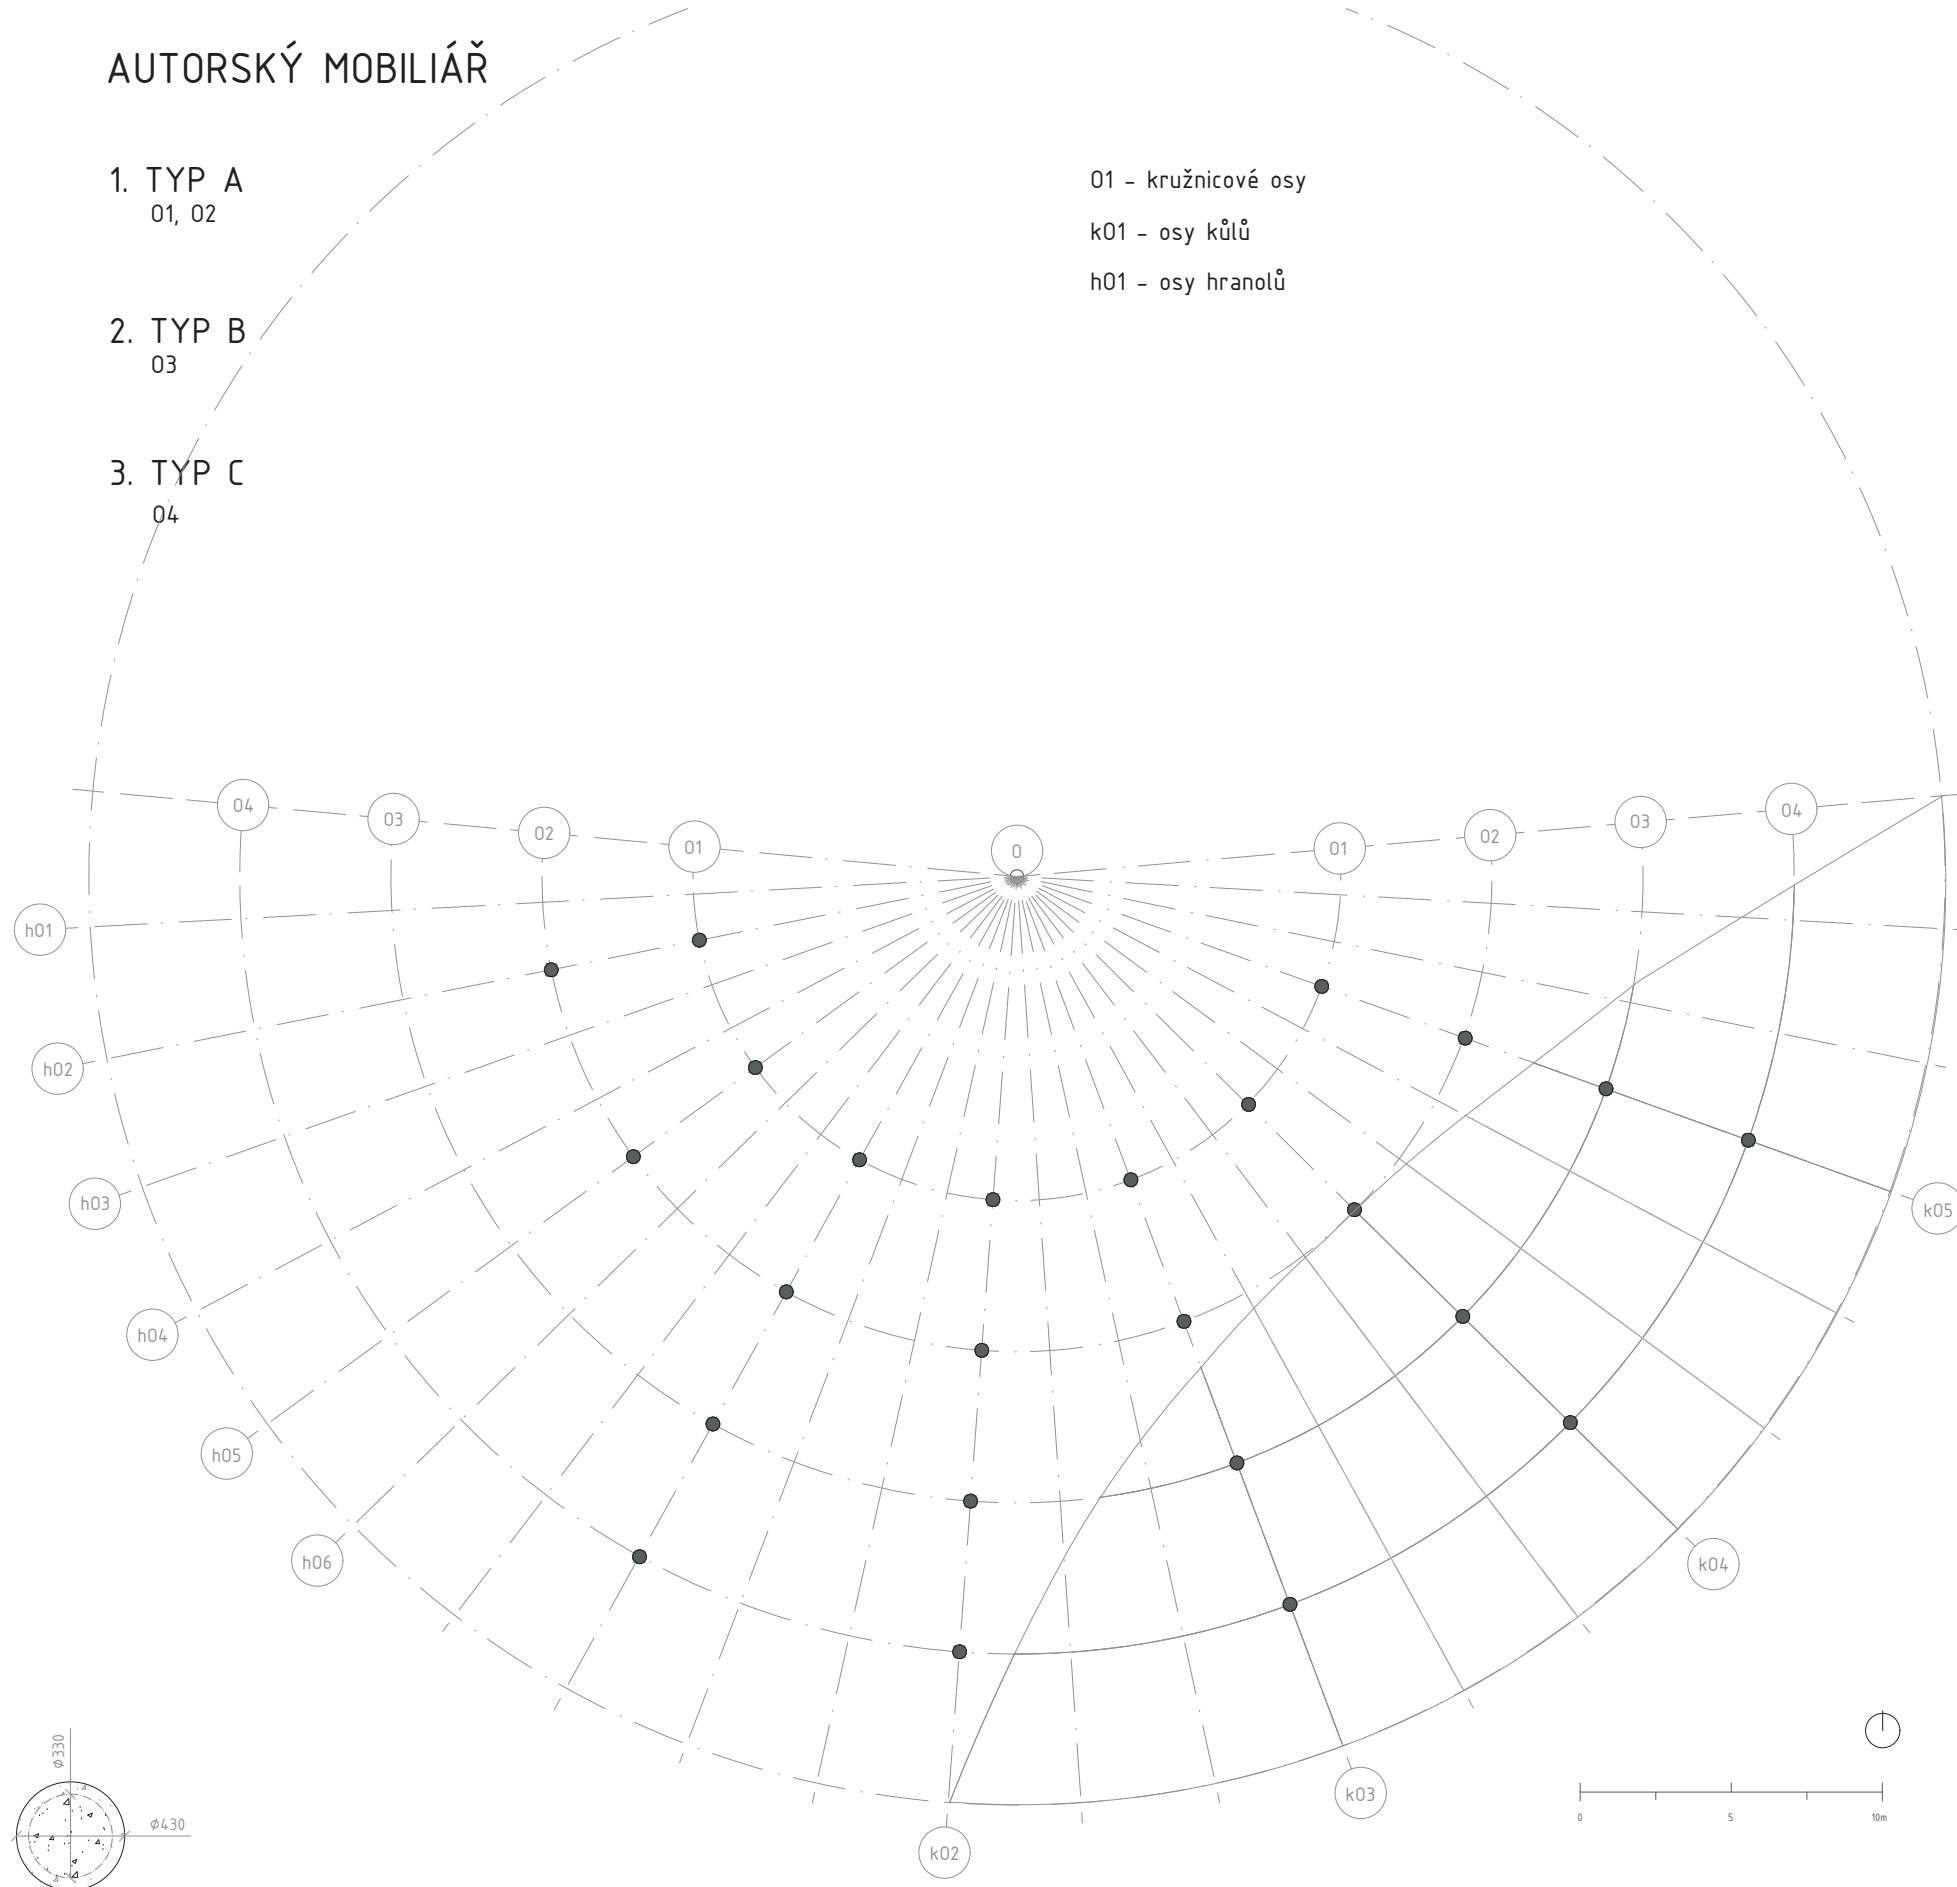 AUTORSKÝ MOBILIÁŘ
1. TYP A
01, 02
2. TYP B
03
3. TYP C
04
01 - kružnicové osy
k01 - osy kůlů
h01 - osy hranolů
04
03
02
01
0
01
02
03
04
h01
h02
h03
h04
h05
h06
k05
k04
k03
k02
Ø330
Ø430
0 5 10m